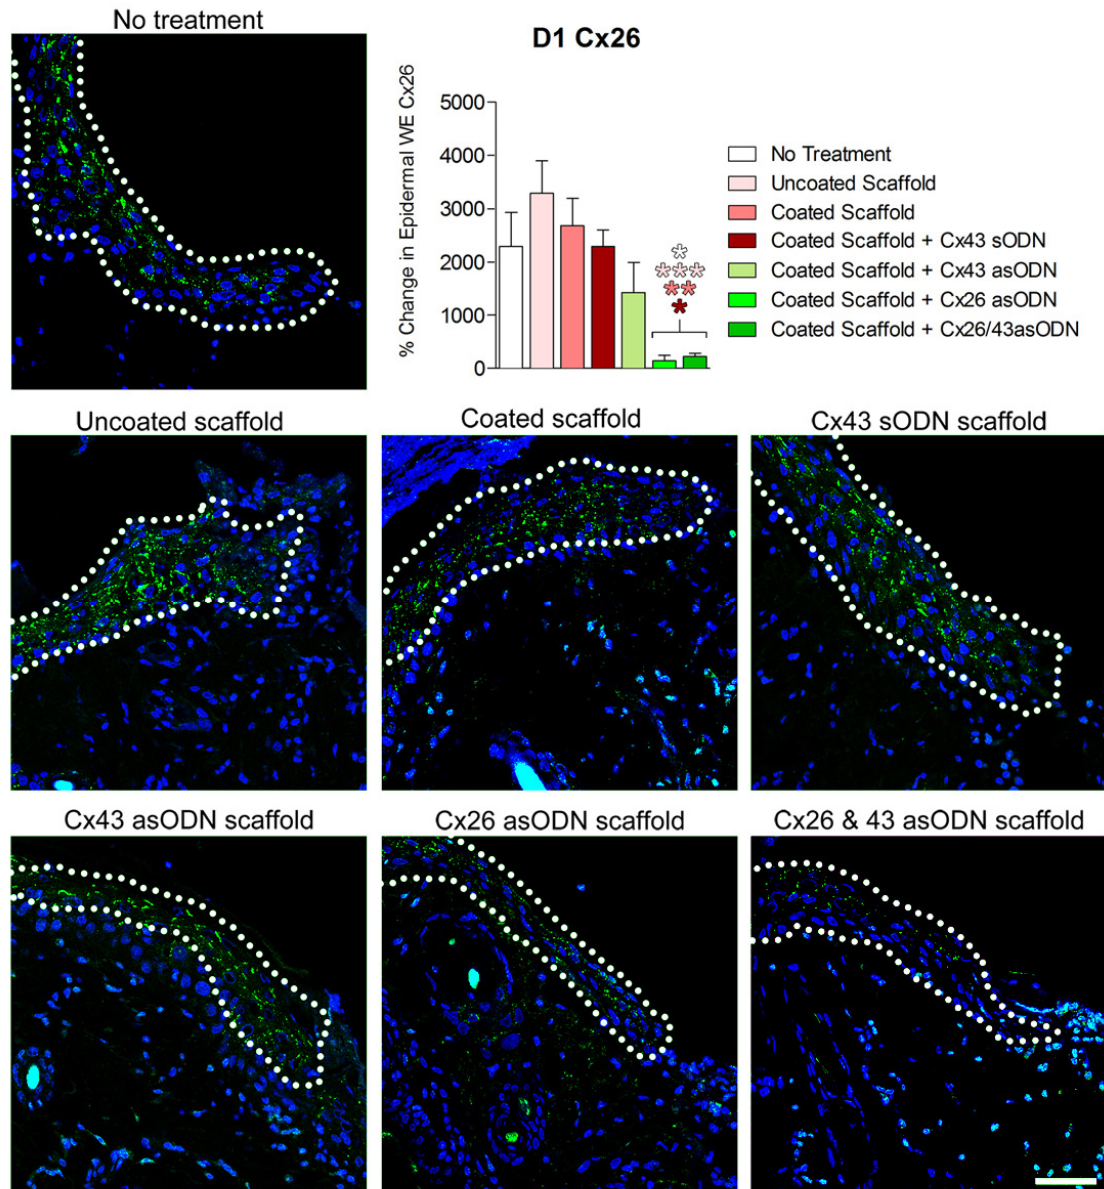 No treatment
D1 Cx26
% Change in Epidermal WE Cx26
5000
4000
3000
2000
1000
0
*
***
**
*
No Treatment
Uncoated Scaffold
Coated Scaffold
Coated Scaffold + Cx43 sODN
Coated Scaffold + Cx43 asODN
Coated Scaffold + Cx26 asODN
Coated Scaffold + Cx26/43asODN
Uncoated scaffold
Coated scaffold
Cx43 sODN scaffold
Cx43 asODN scaffold
Cx26 asODN scaffold
Cx26 & 43 asODN scaffold